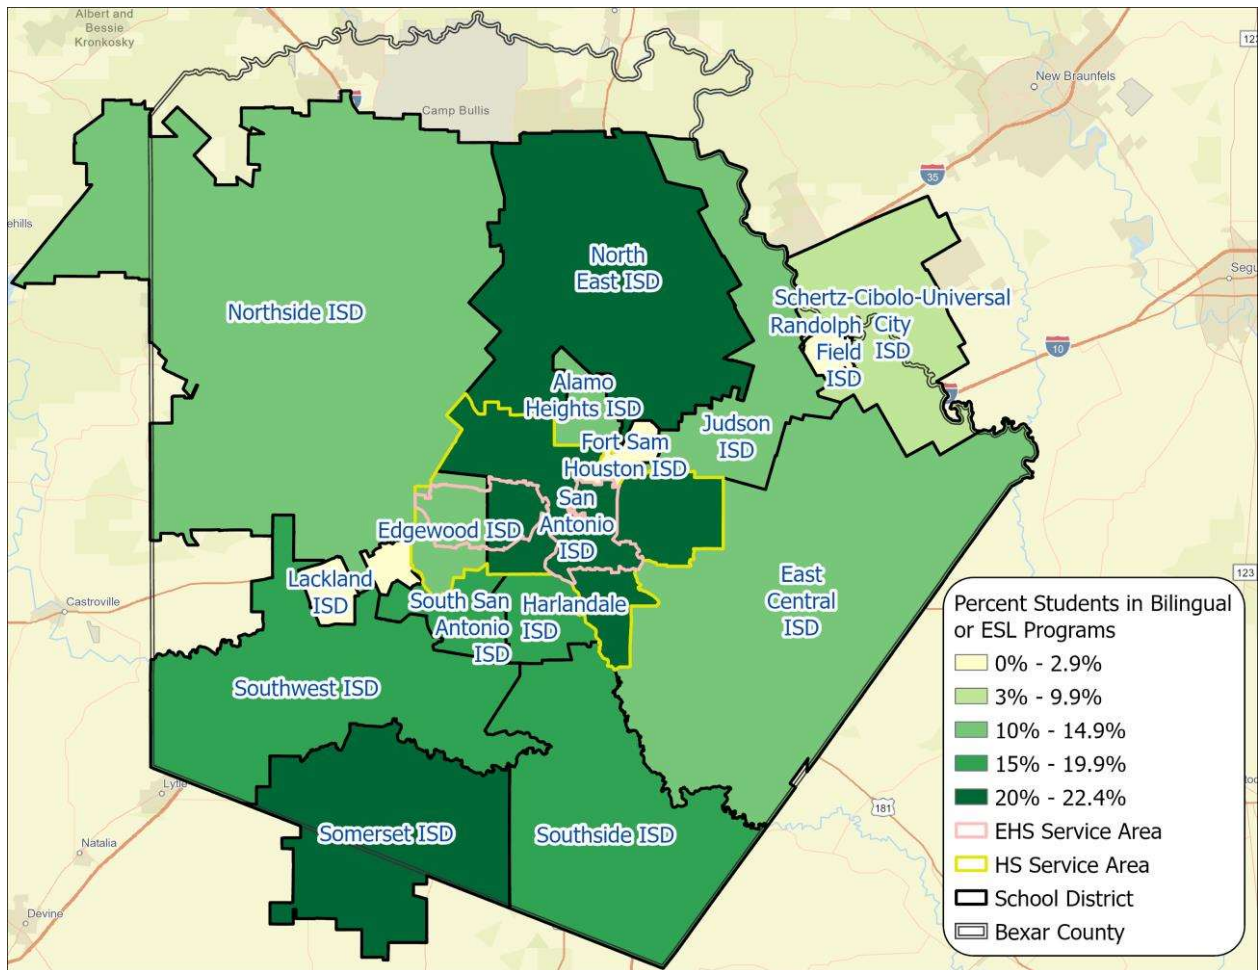 Albert and
Bessie
Kronkosky
Camp Bullis
New Braunfels
123
35
ehills
Segu
North
East ISD
Northside ISD
Schertz-Cibolo-Universal
City
ISD
Randolph
Field
ISD
10
Alamo
Heights ISD
Judson
ISD
Fort Sam
Houston ISD
San
Antonio
ISD
Edgewood ISD
Lackland
ISD
Castroville
South San
Antonio
ISD
Harlandale
ISD
East
Central
ISD
123
Southwest ISD
Lytle
181
Somerset ISD
Southside ISD
Natalia
Devine
Percent Students in Bilingual
or ESL Programs
0% - 2.9%
3% - 9.9%
10% - 14.9%
15% - 19.9%
20% - 22.4%
EHS Service Area
HS Service Area
School District
Bexar County